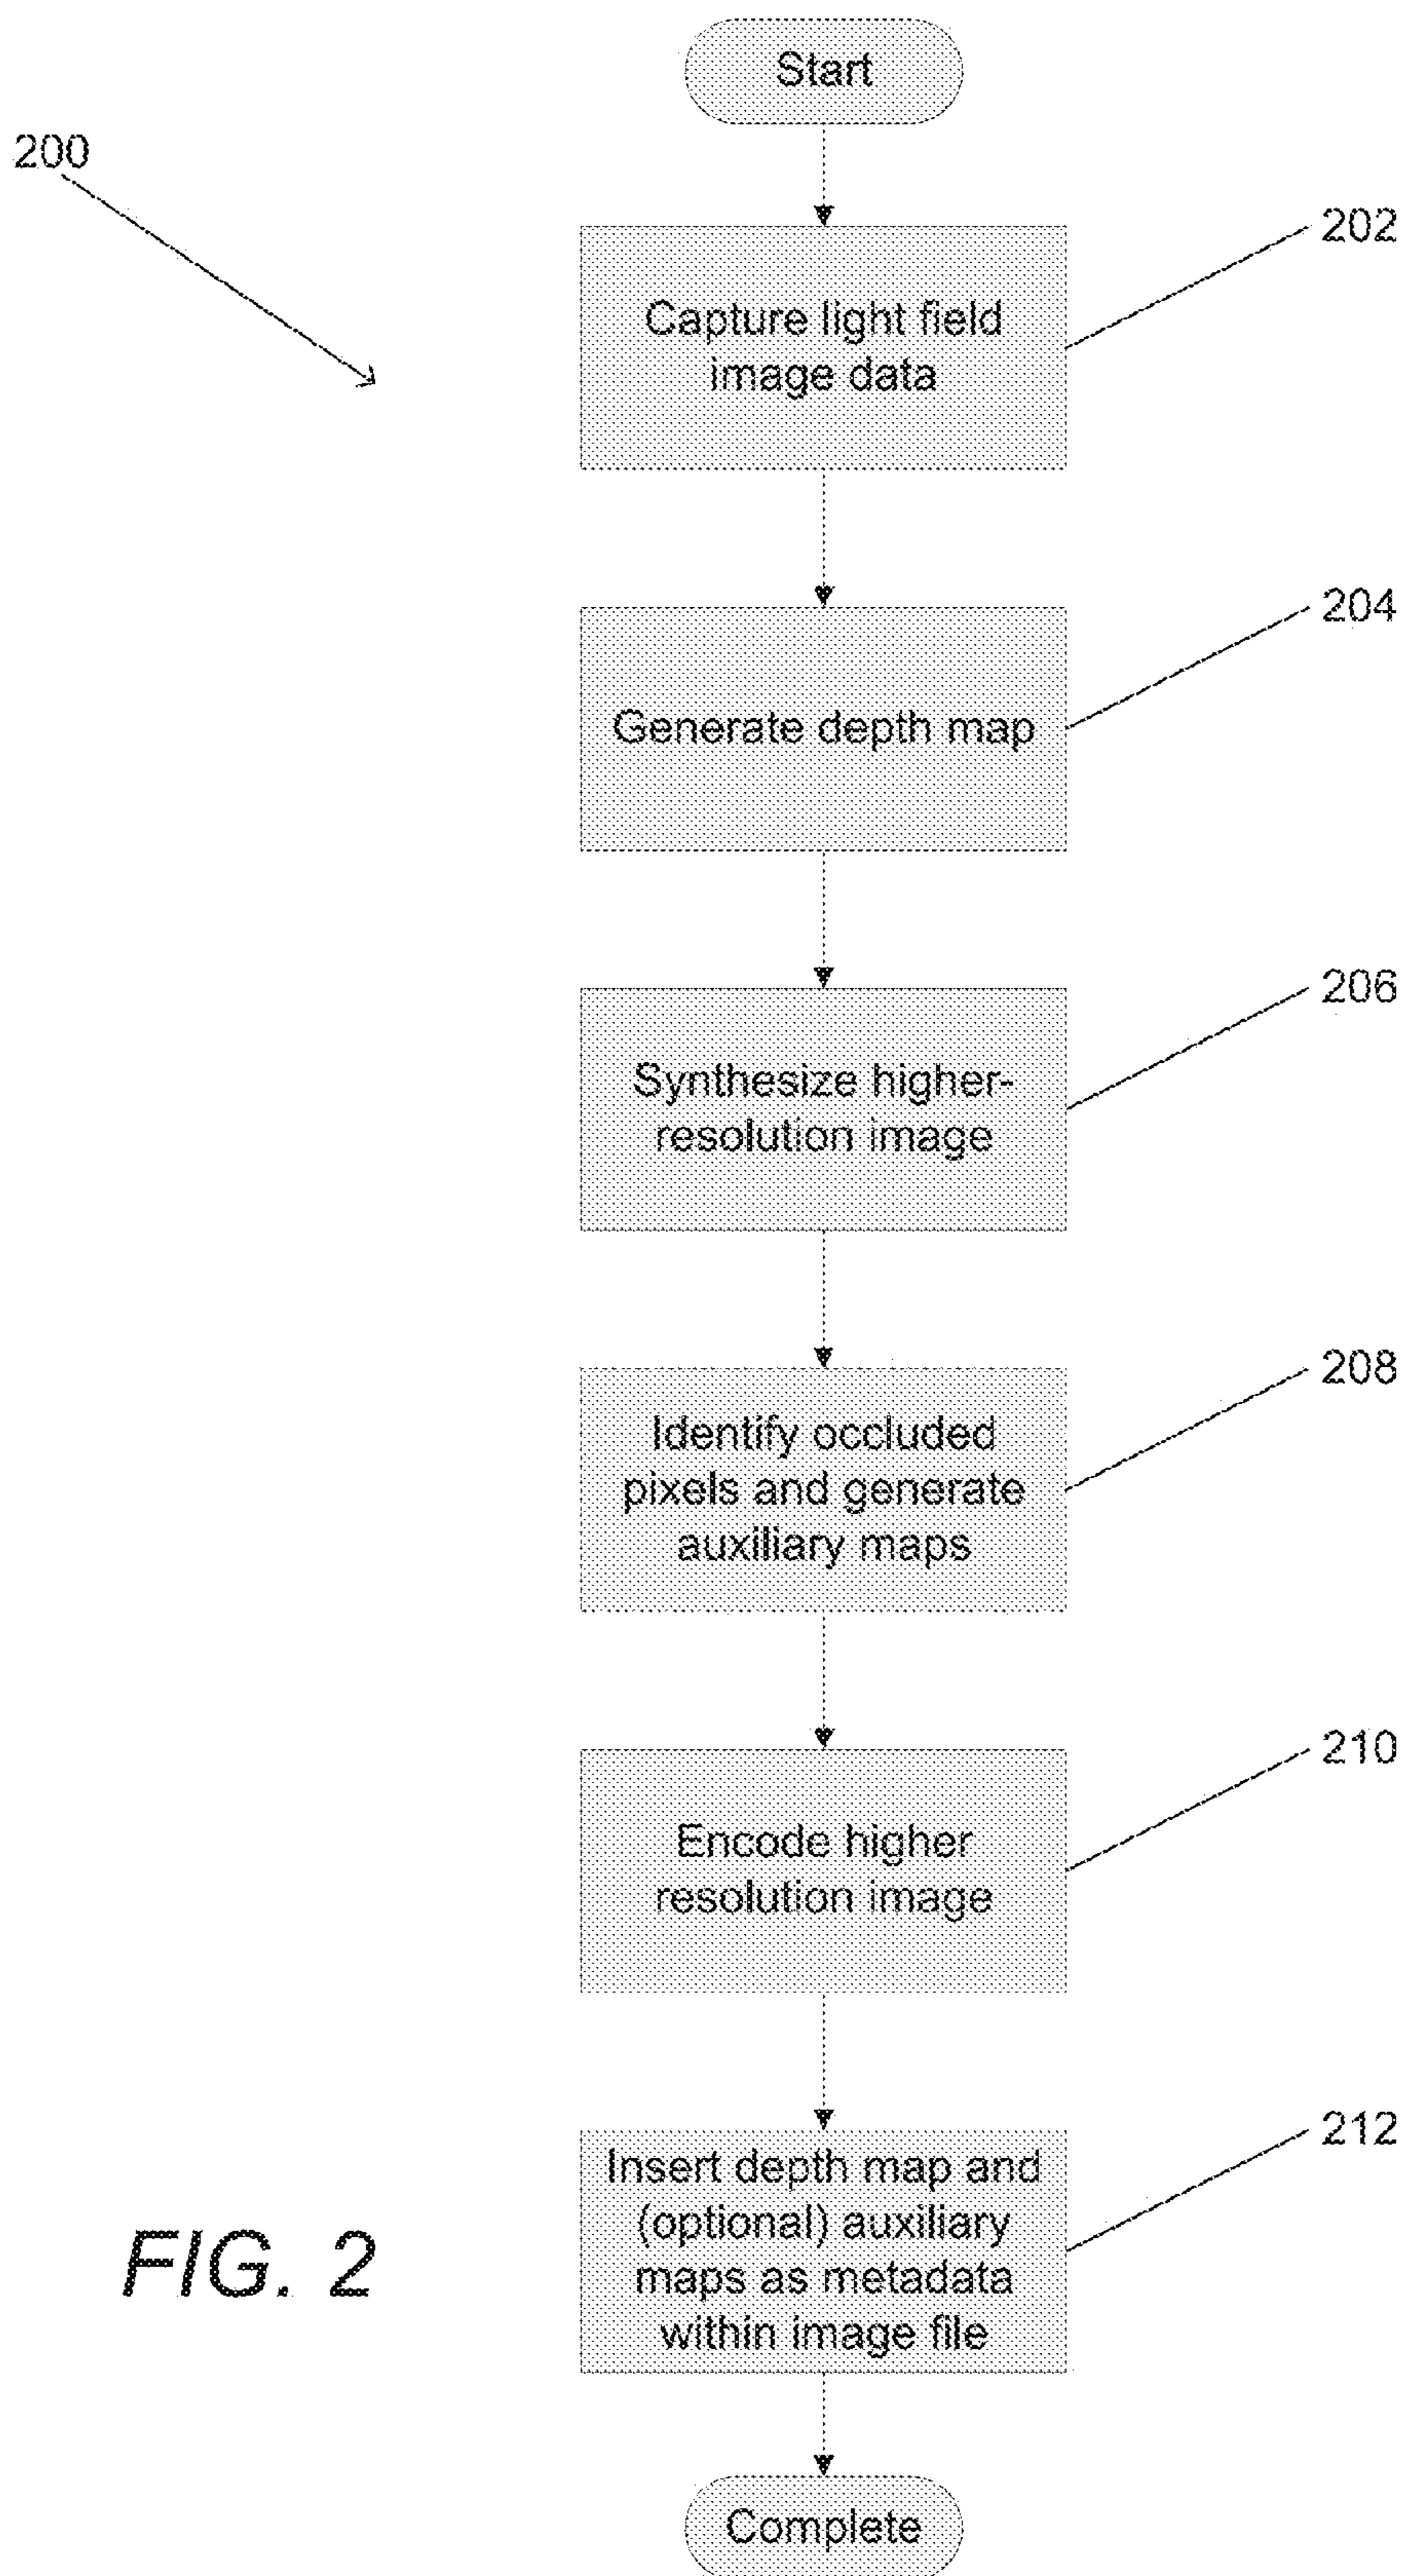 Start
200
202
Capture light field
image data
204
Generate depth map
206
Synthesize higher-
resolution image
208
Identify occluded
pixels and generate
auxiliary maps
210
Encode higher
resolution image
212
Insert depth map and
(optional) auxiliary
maps as metadata
within image file
FIG. 2
Complete